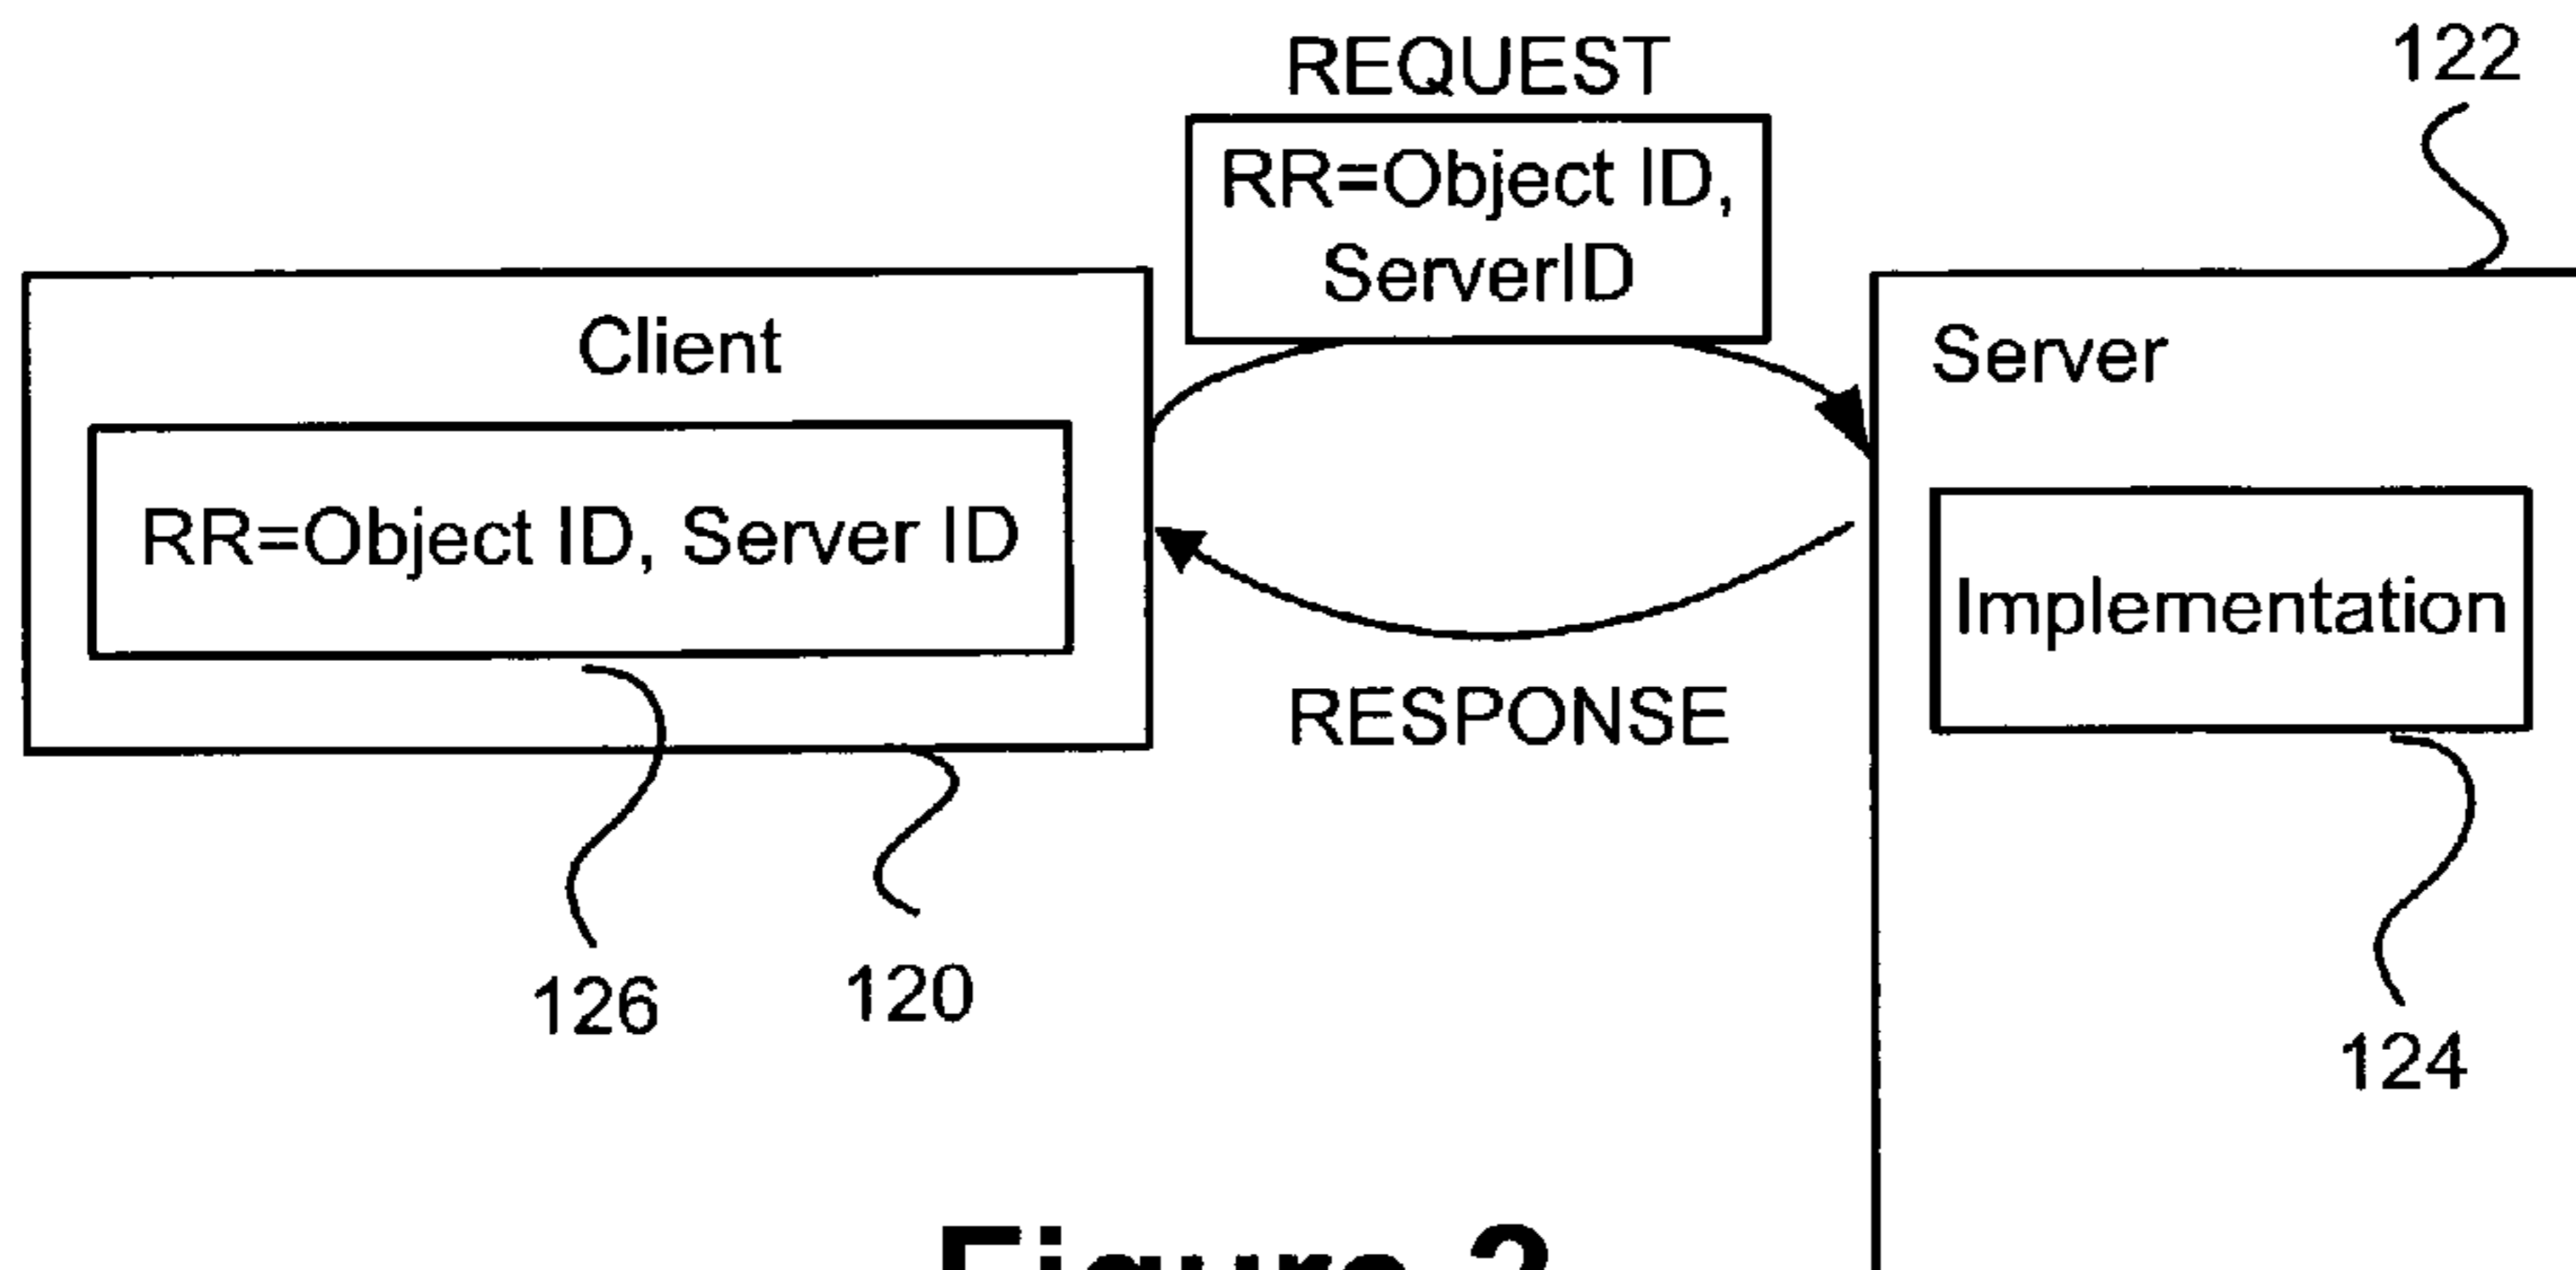 122
REQUEST
RR=Object ID,
ServerID
Client
Server
RR=Object ID, Server ID
Implementation
RESPONSE
126
120
124